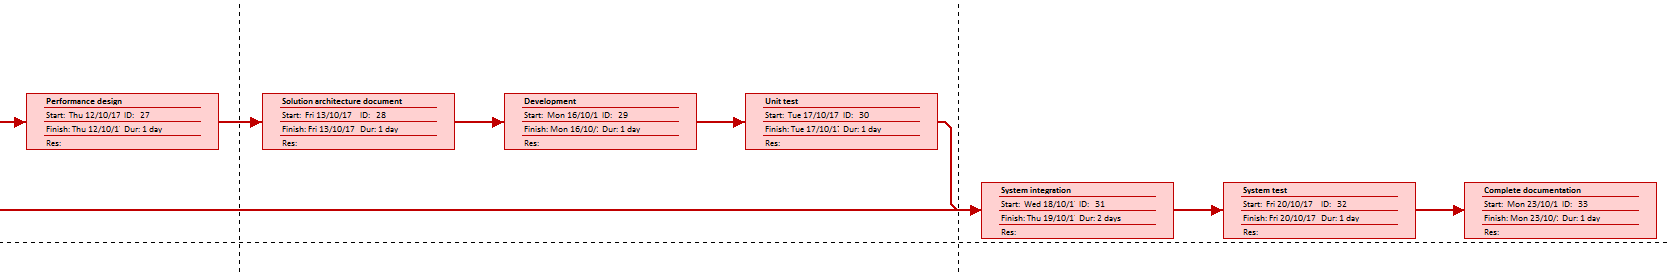 Performance design
Start: Thu 12/10/17 ID: 27
Finish: Thu 12/10/1 Dur: 1 day
Res:
Solution architecture document
Start: Fri 13/10/17 ID: 28
Finish: Fri 13/10/17 Dur: 1 day
Res:
Development
Start: Mon 16/10/1 ID: 29
Finish: Mon 16/10/: Dur: 1 day
Res:
Unit test
Start: Tue 17/10/17 ID: 30
Finish: Tue 17/10/1 Dur: 1 day
Res:
System integration
Start: Wed 18/10/1 ID: 31
Finish: Thu 19/10/1 Dur: 2 days
Res:
System test
Start: Fri 20/10/17 ID: 32
Finish: Fri 20/10/17 Dur: 1 day
Res:
Complete documentation
Start: Mon 23/10/1 ID: 33
Finish: Mon 23/10/: Dur: 1 day
Res: